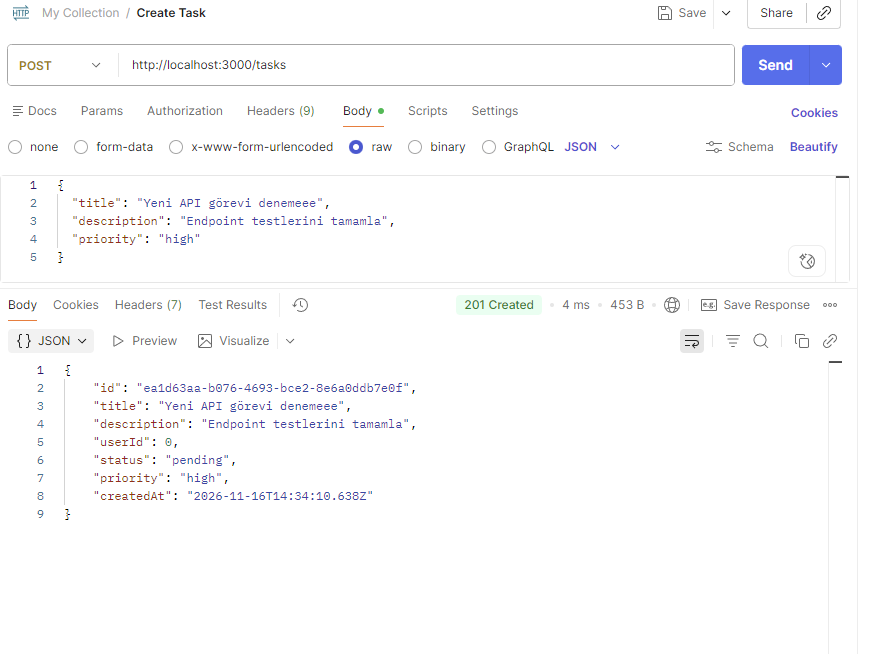 HTTP My Collection / Create Task Save Share
POST http://localhost:3000/tasks Send
Docs Params Authorization Headers (9) Body Scripts Settings Cookies
none form-data x-www-form-urlencoded raw binary GraphQL JSON Schema Beautify
1 {
2 "title": "Yeni API görevi denemeee",
3 "description": "Endpoint testlerini tamamla",
4 "priority": "high"
5 }
Body Cookies Headers (7) Test Results 201 Created 4 ms 453 B e.g. Save Response
{} JSON Preview Visualize
1 {
2 "id": "ea1d63aa-b076-4693-bce2-8e6a0ddb7e0f",
3 "title": "Yeni API görevi denemeee",
4 "description": "Endpoint testlerini tamamla",
5 "userId": 0,
6 "status": "pending",
7 "priority": "high",
8 "createdAt": "2026-11-16T14:34:10.638Z"
9 }